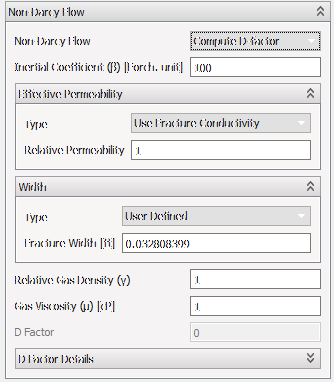 Non-Darcy Flow
Non-Darcy Flow Compute D factor
Inertial Coefficient (β) [Forch. unit] 100
Effective Permeability
Type Use Fracture Conductivity
Relative Permeability 1
Width
Type User Defined
Fracture Width [ft] 0.032808399
Relative Gas Density (γ) 1
Gas Viscosity (μ) [cP] 1
D Factor 0
D Factor Details